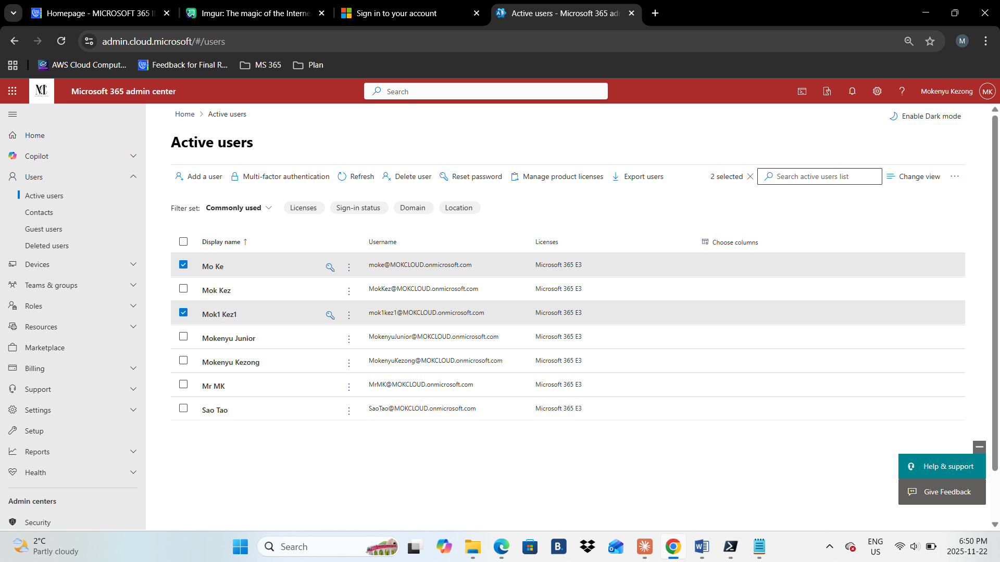 Homepage - MICROSOFT 365
Imgur: The magic of the Interne
Sign in to your account
Active users - Microsoft 365 ad
admin.cloud.microsoft/#/users
M
AWS Cloud Comput...
Feedback for Final R...
MS 365
Plan
Microsoft 365 admin center
Search
Mokenyu Kezong
MK
Home
Active users
Enable Dark mode
Home
Copilot
Users
Active users
Contacts
Guest users
Deleted users
Devices
Teams & groups
Roles
Resources
Marketplace
Billing
Support
Settings
Setup
Reports
Health
Admin centers
Security
Active users
Add a user
Multi-factor authentication
Refresh
Delete user
Reset password
Manage product licenses
Export users
2 selected
Search active users list
Change view
Filter set: Commonly used
Licenses
Sign-in status
Domain
Location
Display name ↑ Username Licenses Choose columns
Mo Ke moke@MOKCLOUD.onmicrosoft.com Microsoft 365 E3
Mok Kez MokKez@MOKCLOUD.onmicrosoft.com Microsoft 365 E3
Mok1 Kez1 mok1kez1@MOKCLOUD.onmicrosoft.com Microsoft 365 E3
Mokenyu Junior MokenyuJunior@MOKCLOUD.onmicrosoft.com Microsoft 365 E3
Mokenyu Kezong MokenyuKezong@MOKCLOUD.onmicrosoft.com Microsoft 365 E3
Mr MK MrMK@MOKCLOUD.onmicrosoft.com Microsoft 365 E3
Sao Tao SaoTao@MOKCLOUD.onmicrosoft.com Microsoft 365 E3
Help & support
Give Feedback
2°C
Partly cloudy
Search
B.
ENG
US
6:50 PM
2025-11-22